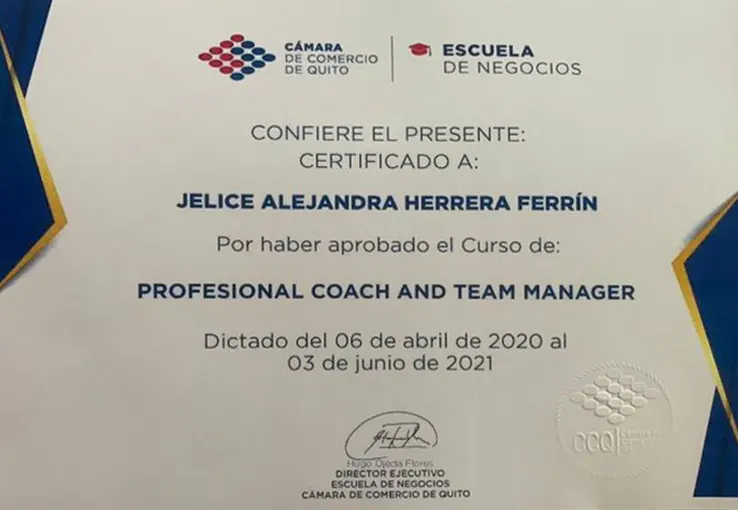 CÁMARA
DE COMERCIO
DE QUITO
ESCUELA
DE NEGOCIOS
CONFIERE EL PRESENTE:
CERTIFICADO A:
JELICE ALEJANDRA HERRERA FERRÍN
Por haber aprobado el Curso de:
PROFESIONAL COACH AND TEAM MANAGER
Dictado del 06 de abril de 2020 al
03 de junio de 2021
Hugo Ojeda Flores
DIRECTOR EJECUTIVO
ESCUELA DE NEGOCIOS
CÁMARA DE COMERCIO DE QUITO
CCQ